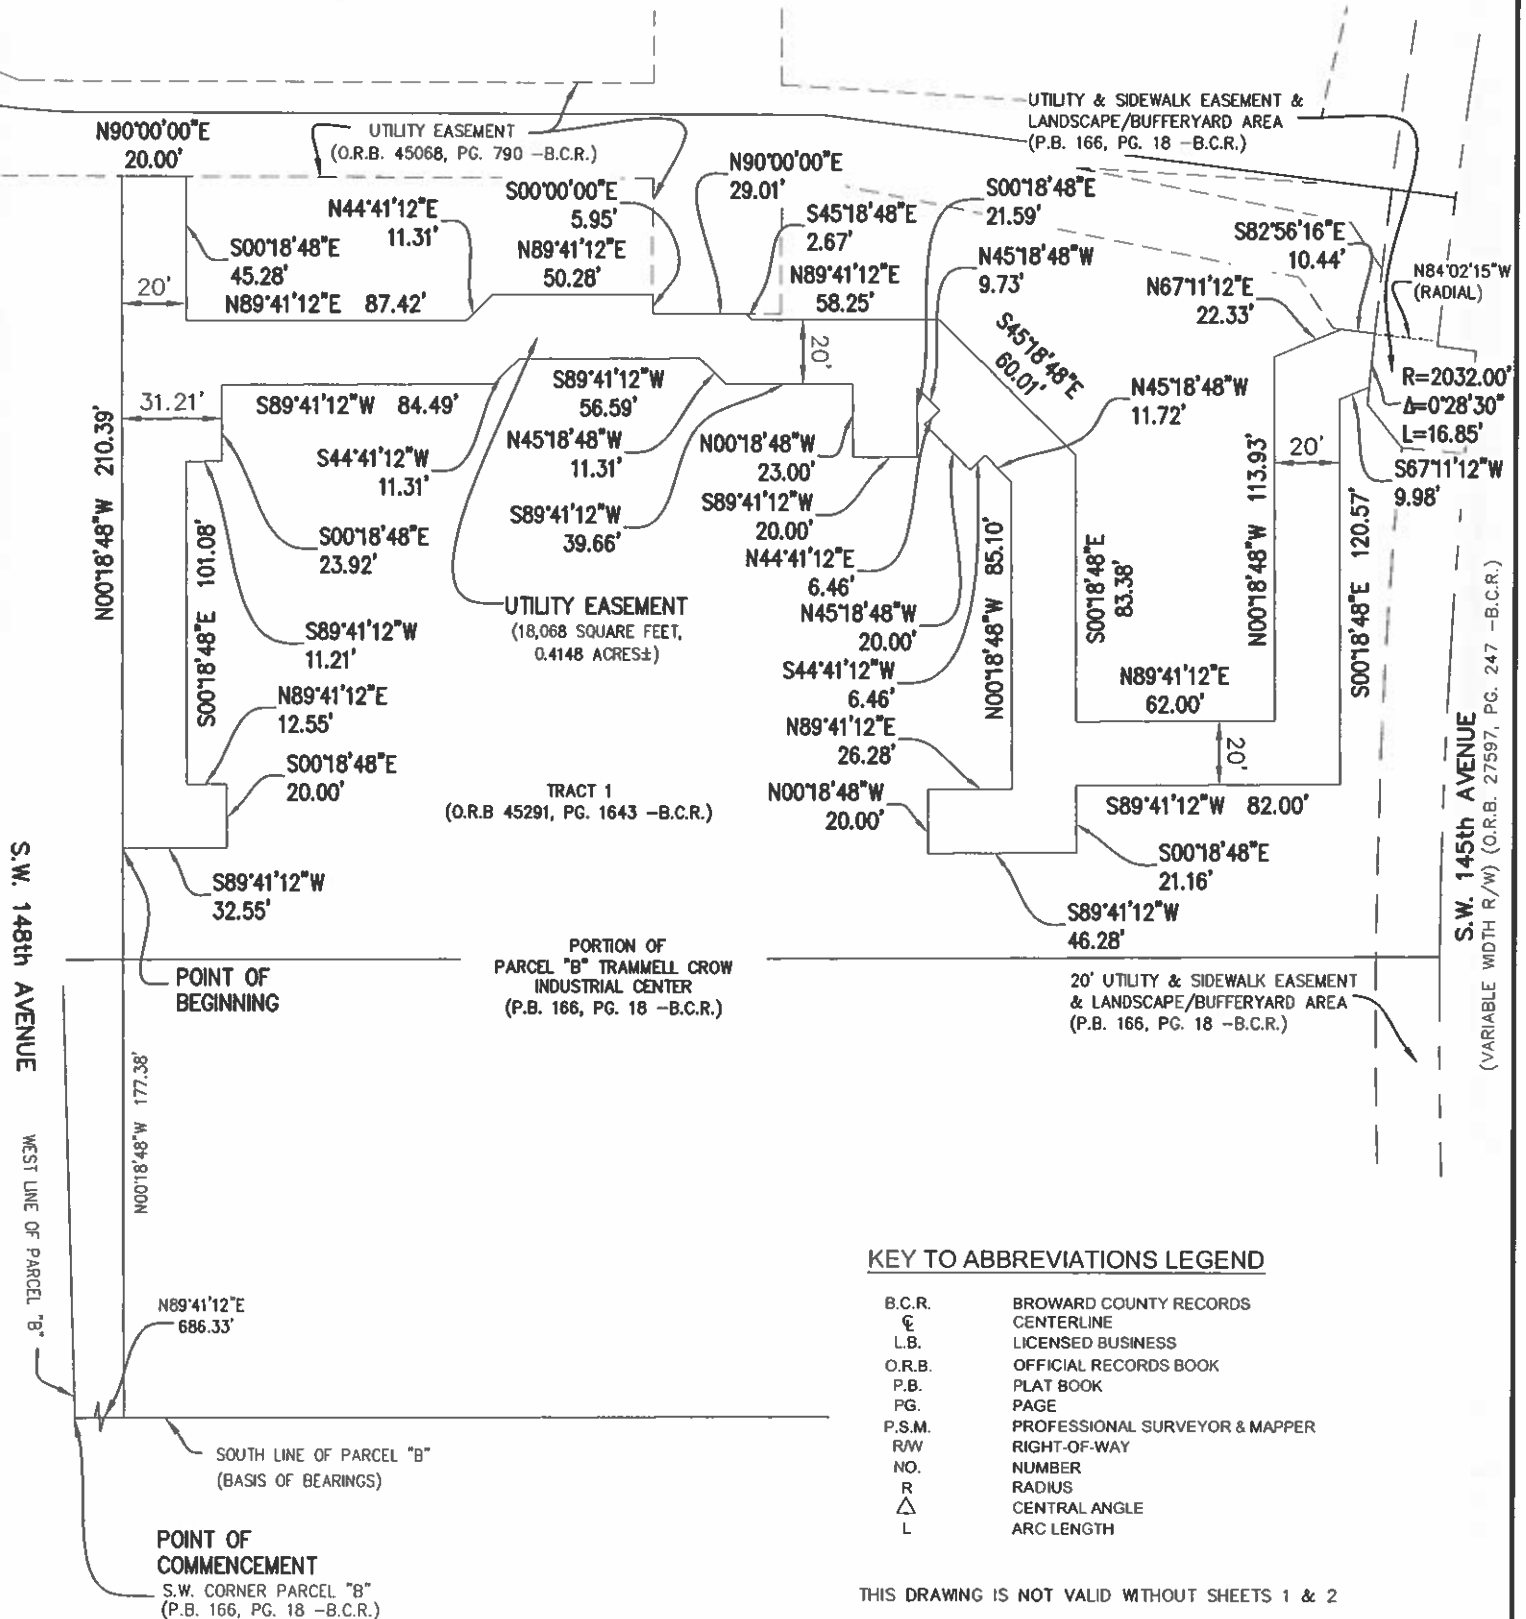 UTILITY & SIDEWALK EASEMENT &
LANDSCAPE/BUFFERYARD AREA
(P.B. 166, PG. 18 -B.C.R.)
N90°00'00"E
20.00'
UTILITY EASEMENT
(O.R.B. 45068, PG. 790 -B.C.R.)
N90°00'00"E
29.01'
S00°00'00"E
5.95'
S00°18'48"E
21.59'
N44°41'12"E
11.31'
S45°18'48"E
2.67'
S82°56'16"E
10.44'
S00°18'48"E
45.28'
N89°41'12"E
50.28'
N45°18'48"W
9.73'
N84°02'15"W
(RADIAL)
N89°41'12"E
58.25'
N67°11'12"E
22.33'
20'
N89°41'12"E 87.42'
S45°18'48"E
60.01'
20'
R=2032.00'
Δ=0°28'30"
L=16.85'
31.21'
S89°41'12"W 84.49'
S89°41'12"W
56.59'
N45°18'48"W
11.72'
N00°18'48"W 210.39'
N45°18'48"W
11.31'
N00°18'48"W
23.00'
N00°18'48"W 113.93'
20'
S44°41'12"W
11.31'
S67°11'12"W
9.98'
S89°41'12"W
39.66'
S89°41'12"W
20.00'
S00°18'48"E 101.08'
S00°18'48"E
23.92'
N44°41'12"E
6.46'
N00°18'48"W 85.10'
S00°18'48"E
83.38'
S00°18'48"E 120.57'
UTILITY EASEMENT
(18,068 SQUARE FEET,
0.4148 ACRES±)
N45°18'48"W
20.00'
S89°41'12"W
11.21'
S44°41'12"W
6.46'
N89°41'12"E
62.00'
N89°41'12"E
12.55'
N89°41'12"E
26.28'
S00°18'48"E
20.00'
20'
TRACT 1
(O.R.B 45291, PG. 1643 -B.C.R.)
N00°18'48"W
20.00'
S89°41'12"W 82.00'
S00°18'48"E
21.16'
S.W. 145th AVENUE
(VARIABLE WIDTH R/W) (O.R.B. 27597, PG. 247 -B.C.R.)
S89°41'12"W
32.55'
S89°41'12"W
46.28'
S.W. 148th AVENUE
PORTION OF
PARCEL "B" TRAMMELL CROW
INDUSTRIAL CENTER
(P.B. 166, PG. 18 -B.C.R.)
POINT OF
BEGINNING
20' UTILITY & SIDEWALK EASEMENT
& LANDSCAPE/BUFFERYARD AREA
(P.B. 166, PG. 18 -B.C.R.)
N00°18'48"W 177.38'
WEST LINE OF PARCEL "B"
N89°41'12"E
686.33'
SOUTH LINE OF PARCEL "B"
(BASIS OF BEARINGS)
POINT OF
COMMENCEMENT
S.W. CORNER PARCEL "B"
(P.B. 166, PG. 18 -B.C.R.)
KEY TO ABBREVIATIONS LEGEND
B.C.R. BROWARD COUNTY RECORDS
℄ CENTERLINE
L.B. LICENSED BUSINESS
O.R.B. OFFICIAL RECORDS BOOK
P.B. PLAT BOOK
PG. PAGE
P.S.M. PROFESSIONAL SURVEYOR & MAPPER
R/W RIGHT-OF-WAY
NO. NUMBER
R RADIUS
△ CENTRAL ANGLE
L ARC LENGTH
THIS DRAWING IS NOT VALID WITHOUT SHEETS 1 & 2